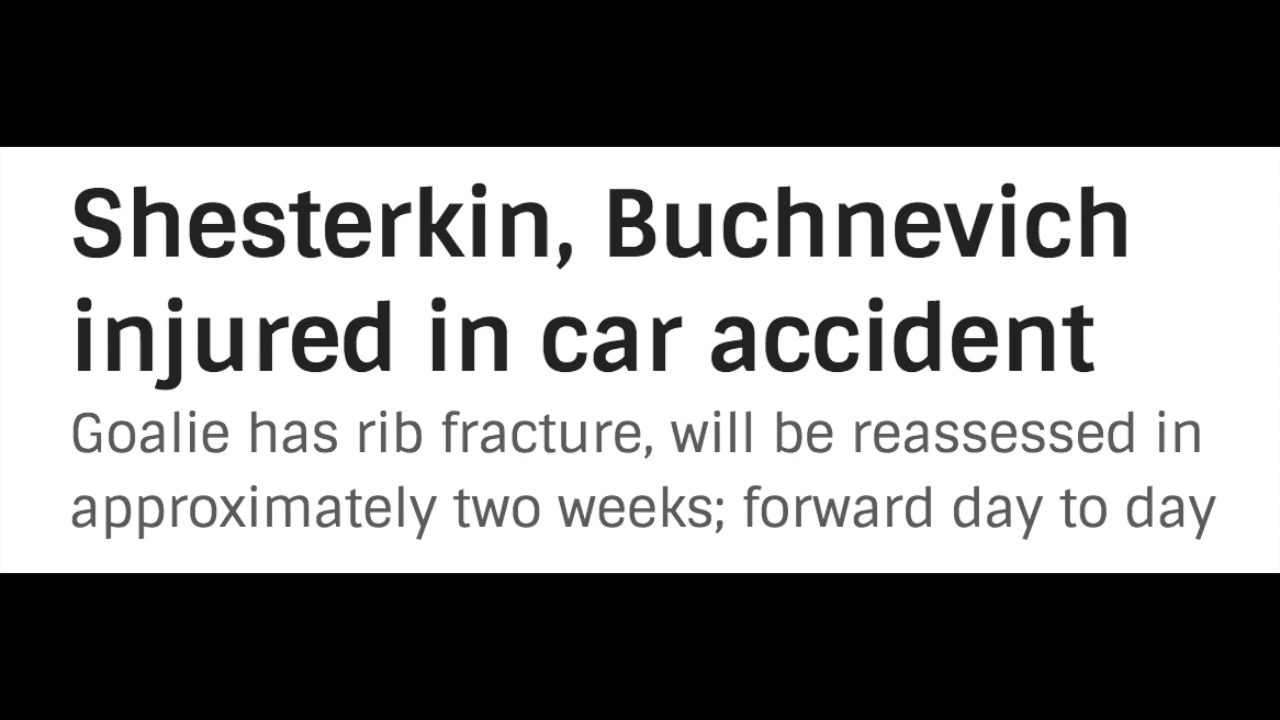 Shesterkin, Buchnevich
injured in car accident
Goalie has rib fracture, will be reassessed in
approximately two weeks; forward day to day